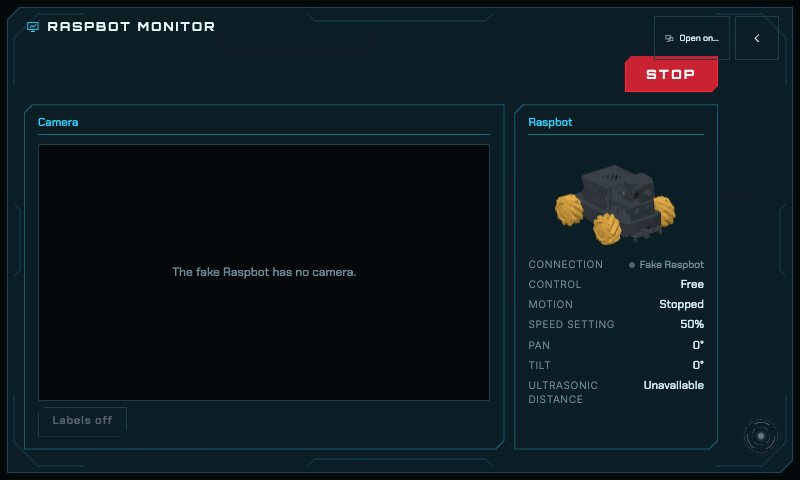 RASPBOT MONITOR
Open on...
STOP
Camera
The fake Raspbot has no camera.
Labels off
Raspbot
CONNECTION Fake Raspbot
CONTROL Free
MOTION Stopped
SPEED SETTING 50%
PAN 0°
TILT 0°
ULTRASONIC DISTANCE Unavailable